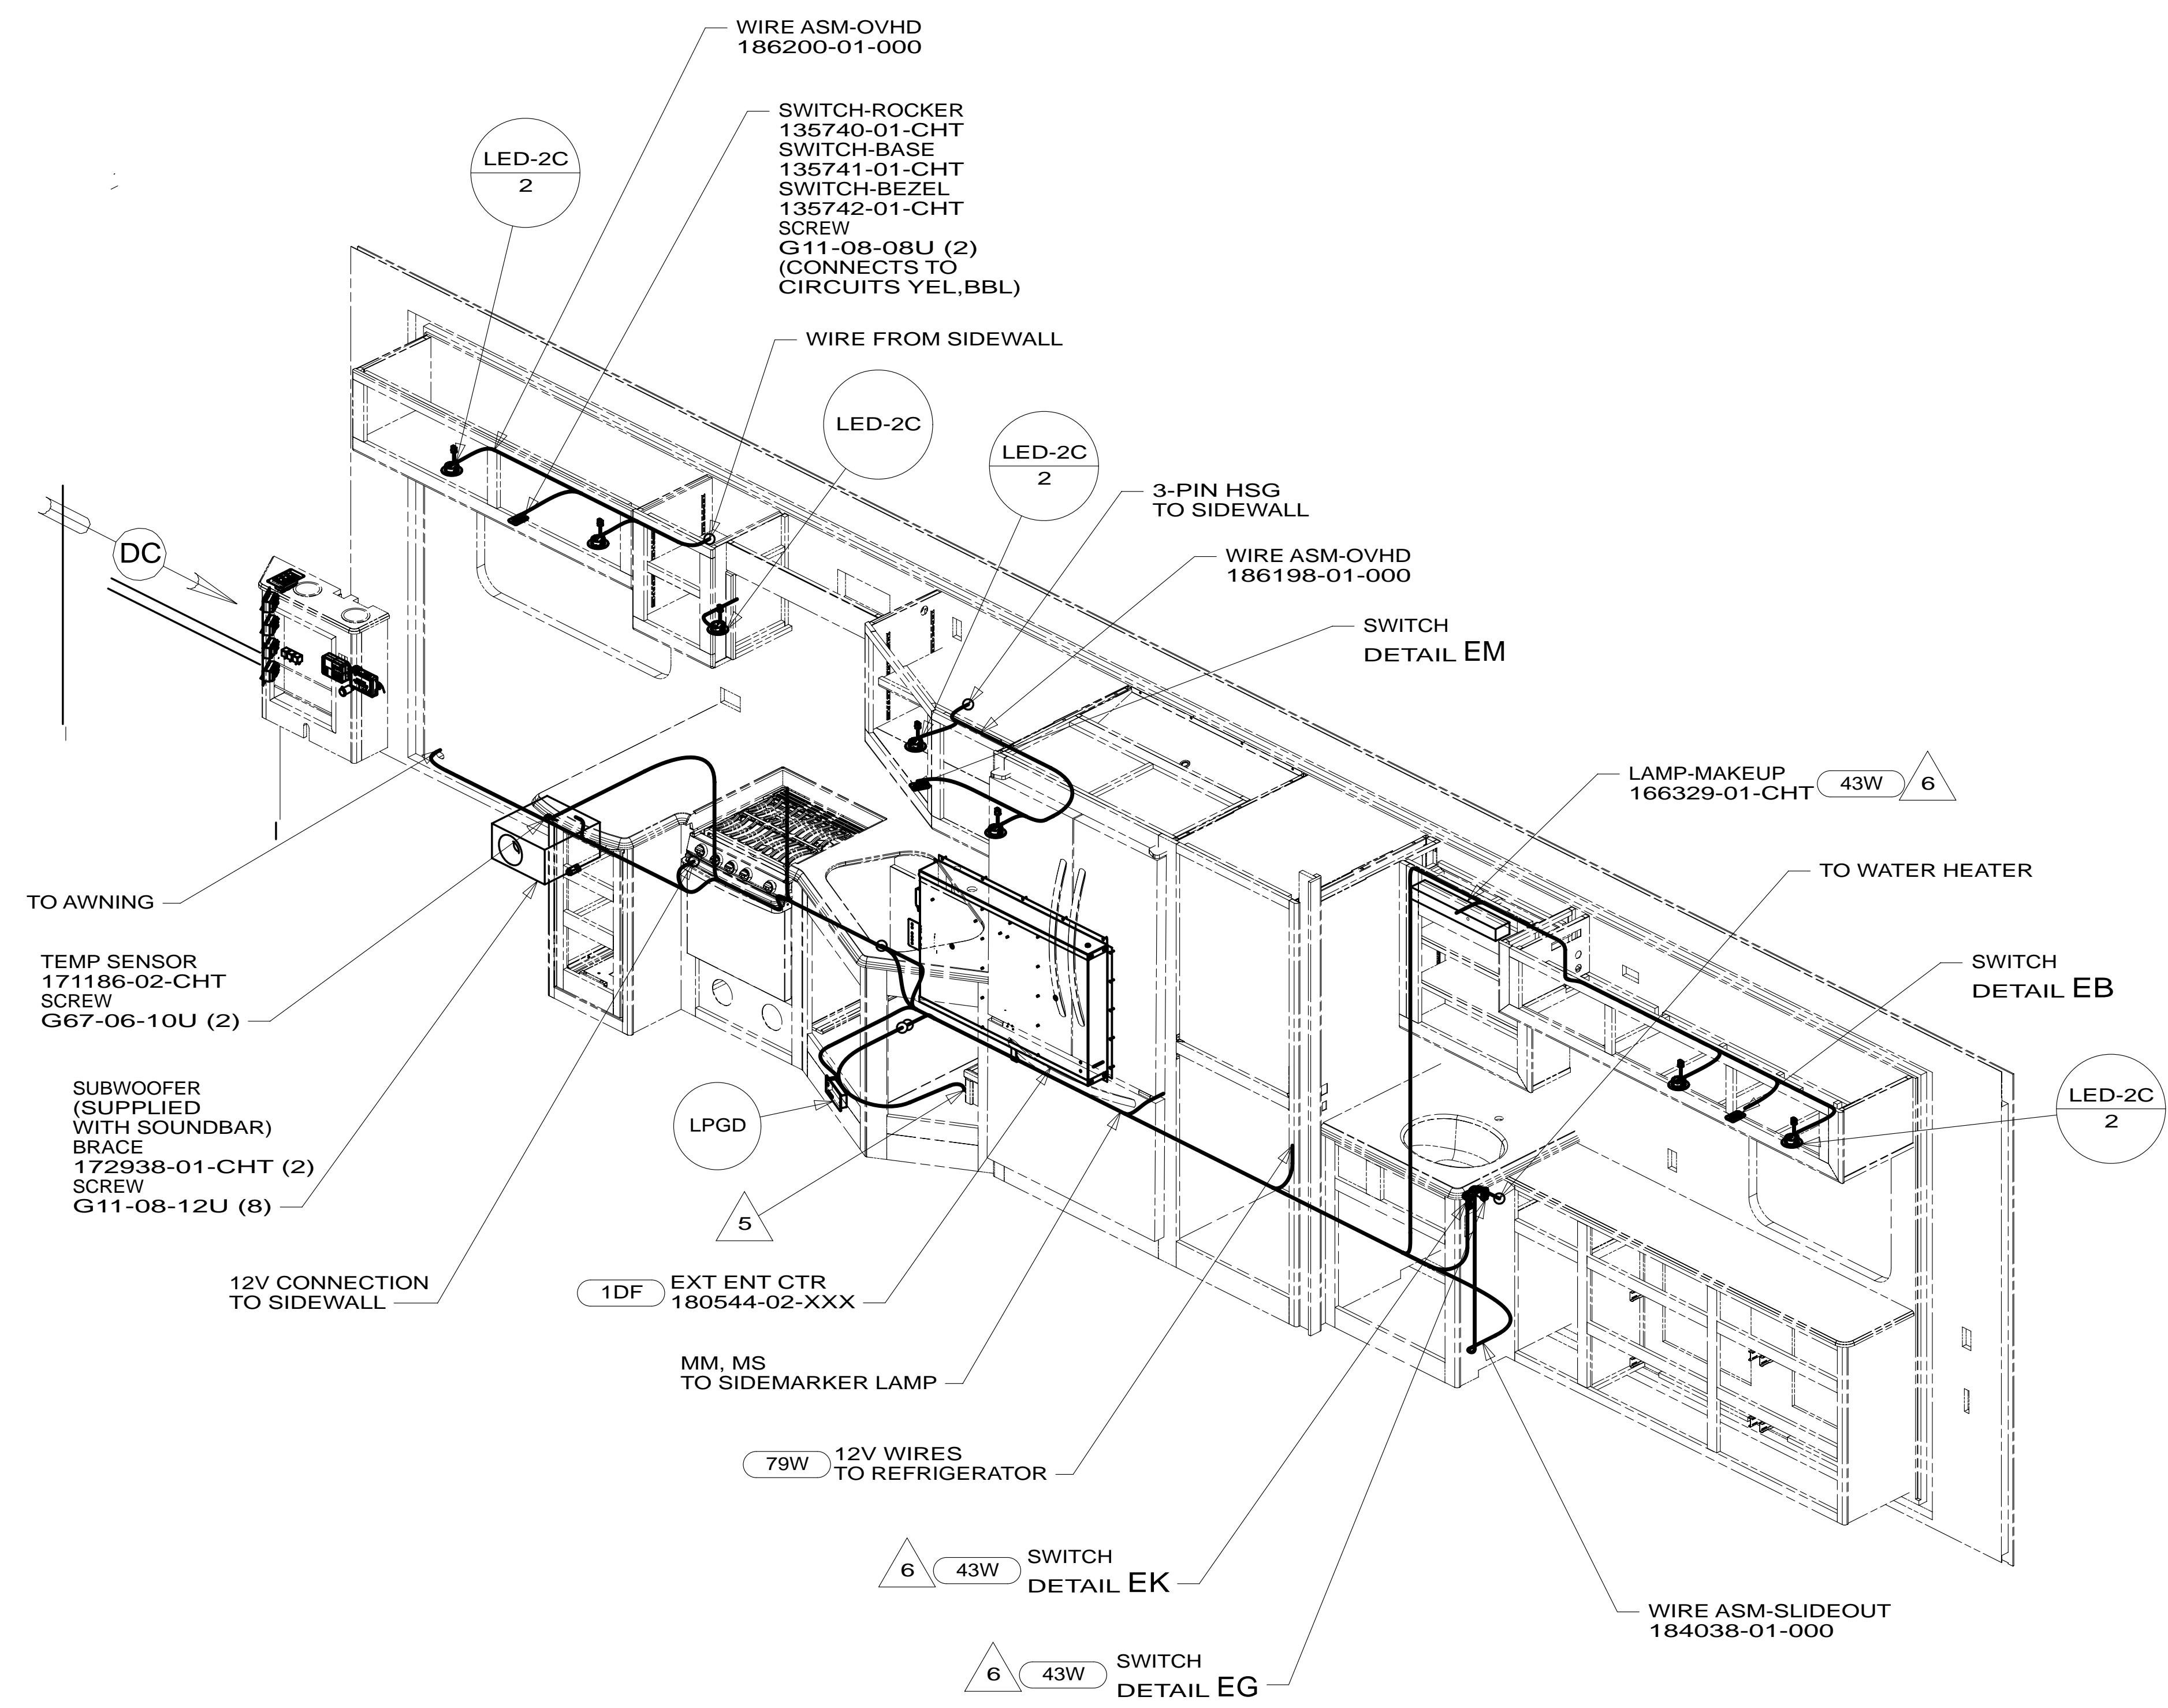 WIRE ASM-OVHD
186200-01-000
SWITCH-ROCKER
135740-01-CHT
SWITCH-BASE
135741-01-CHT
SWITCH-BEZEL
135742-01-CHT
SCREW
G11-08-08U (2)
(CONNECTS TO
CIRCUITS YEL,BBL)
LED-2C
2
WIRE FROM SIDEWALL
LED-2C
LED-2C
2
3-PIN HSG
TO SIDEWALL
WIRE ASM-OVHD
186198-01-000
SWITCH
DETAIL EM
DC
LAMP-MAKEUP
166329-01-CHT
43W
6
TO WATER HEATER
SWITCH
DETAIL EB
LED-2C
2
TO AWNING
TEMP SENSOR
171186-02-CHT
SCREW
G67-06-10U (2)
SUBWOOFER
(SUPPLIED
WITH SOUNDBAR)
BRACE
172938-01-CHT (2)
SCREW
G11-08-12U (8)
LPGD
5
12V CONNECTION
TO SIDEWALL
1DF
EXT ENT CTR
180544-02-XXX
MM, MS
TO SIDEMARKER LAMP
79W
12V WIRES
TO REFRIGERATOR
6
43W
SWITCH
DETAIL EK
WIRE ASM-SLIDEOUT
184038-01-000
6
43W
SWITCH
DETAIL EG